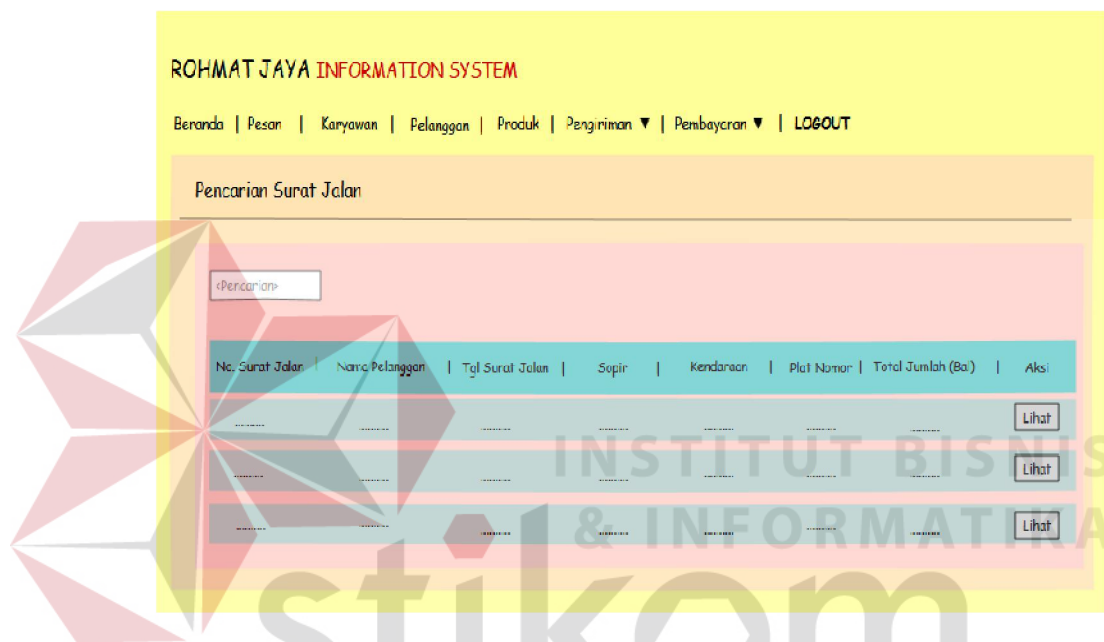 ROHMAT JAYA INFORMATION SYSTEM
Beranda | Pesan | Karyawan | Pelanggan | Produk | Pengiriman ▼ | Pembayaran ▼ | LOGOUT
Pencarian Surat Jalan
<Pencarian>
No. Surat Jalan | Nama Pelanggan | Tgl Surat Jalan | Sopir | Kendaraan | Plat Nomor | Total Jumlah (Bal) | Aksi
Lihat
Lihat
Lihat
INSTITUT BISNIS
& INFORMATIKA
stikom